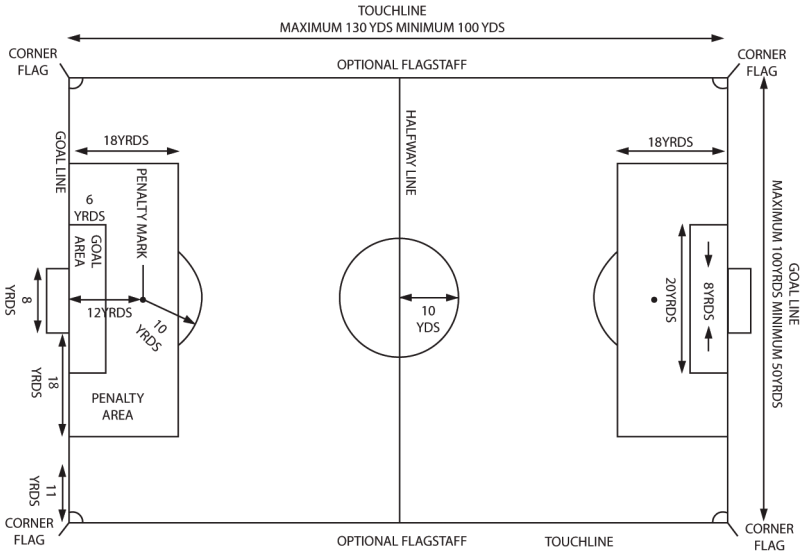 TOUCHLINE
MAXIMUM 130 YDS MINIMUM 100 YDS
CORNER
FLAG
OPTIONAL FLAGSTAFF
CORNER
FLAG
GOAL LINE
18YRDS
HALFWAY LINE
18YRDS
PENALTY MARK
6
YRDS
GOAL
AREA
8
YRDS
12YRDS
10
YRDS
10
YDS
20YRDS
8YRDS
MAXIMUM 100YRDS MINIMUM 50YRDS
GOAL LINE
18
YRDS
PENALTY
AREA
11
YRDS
CORNER
FLAG
OPTIONAL FLAGSTAFF
TOUCHLINE
CORNER
FLAG